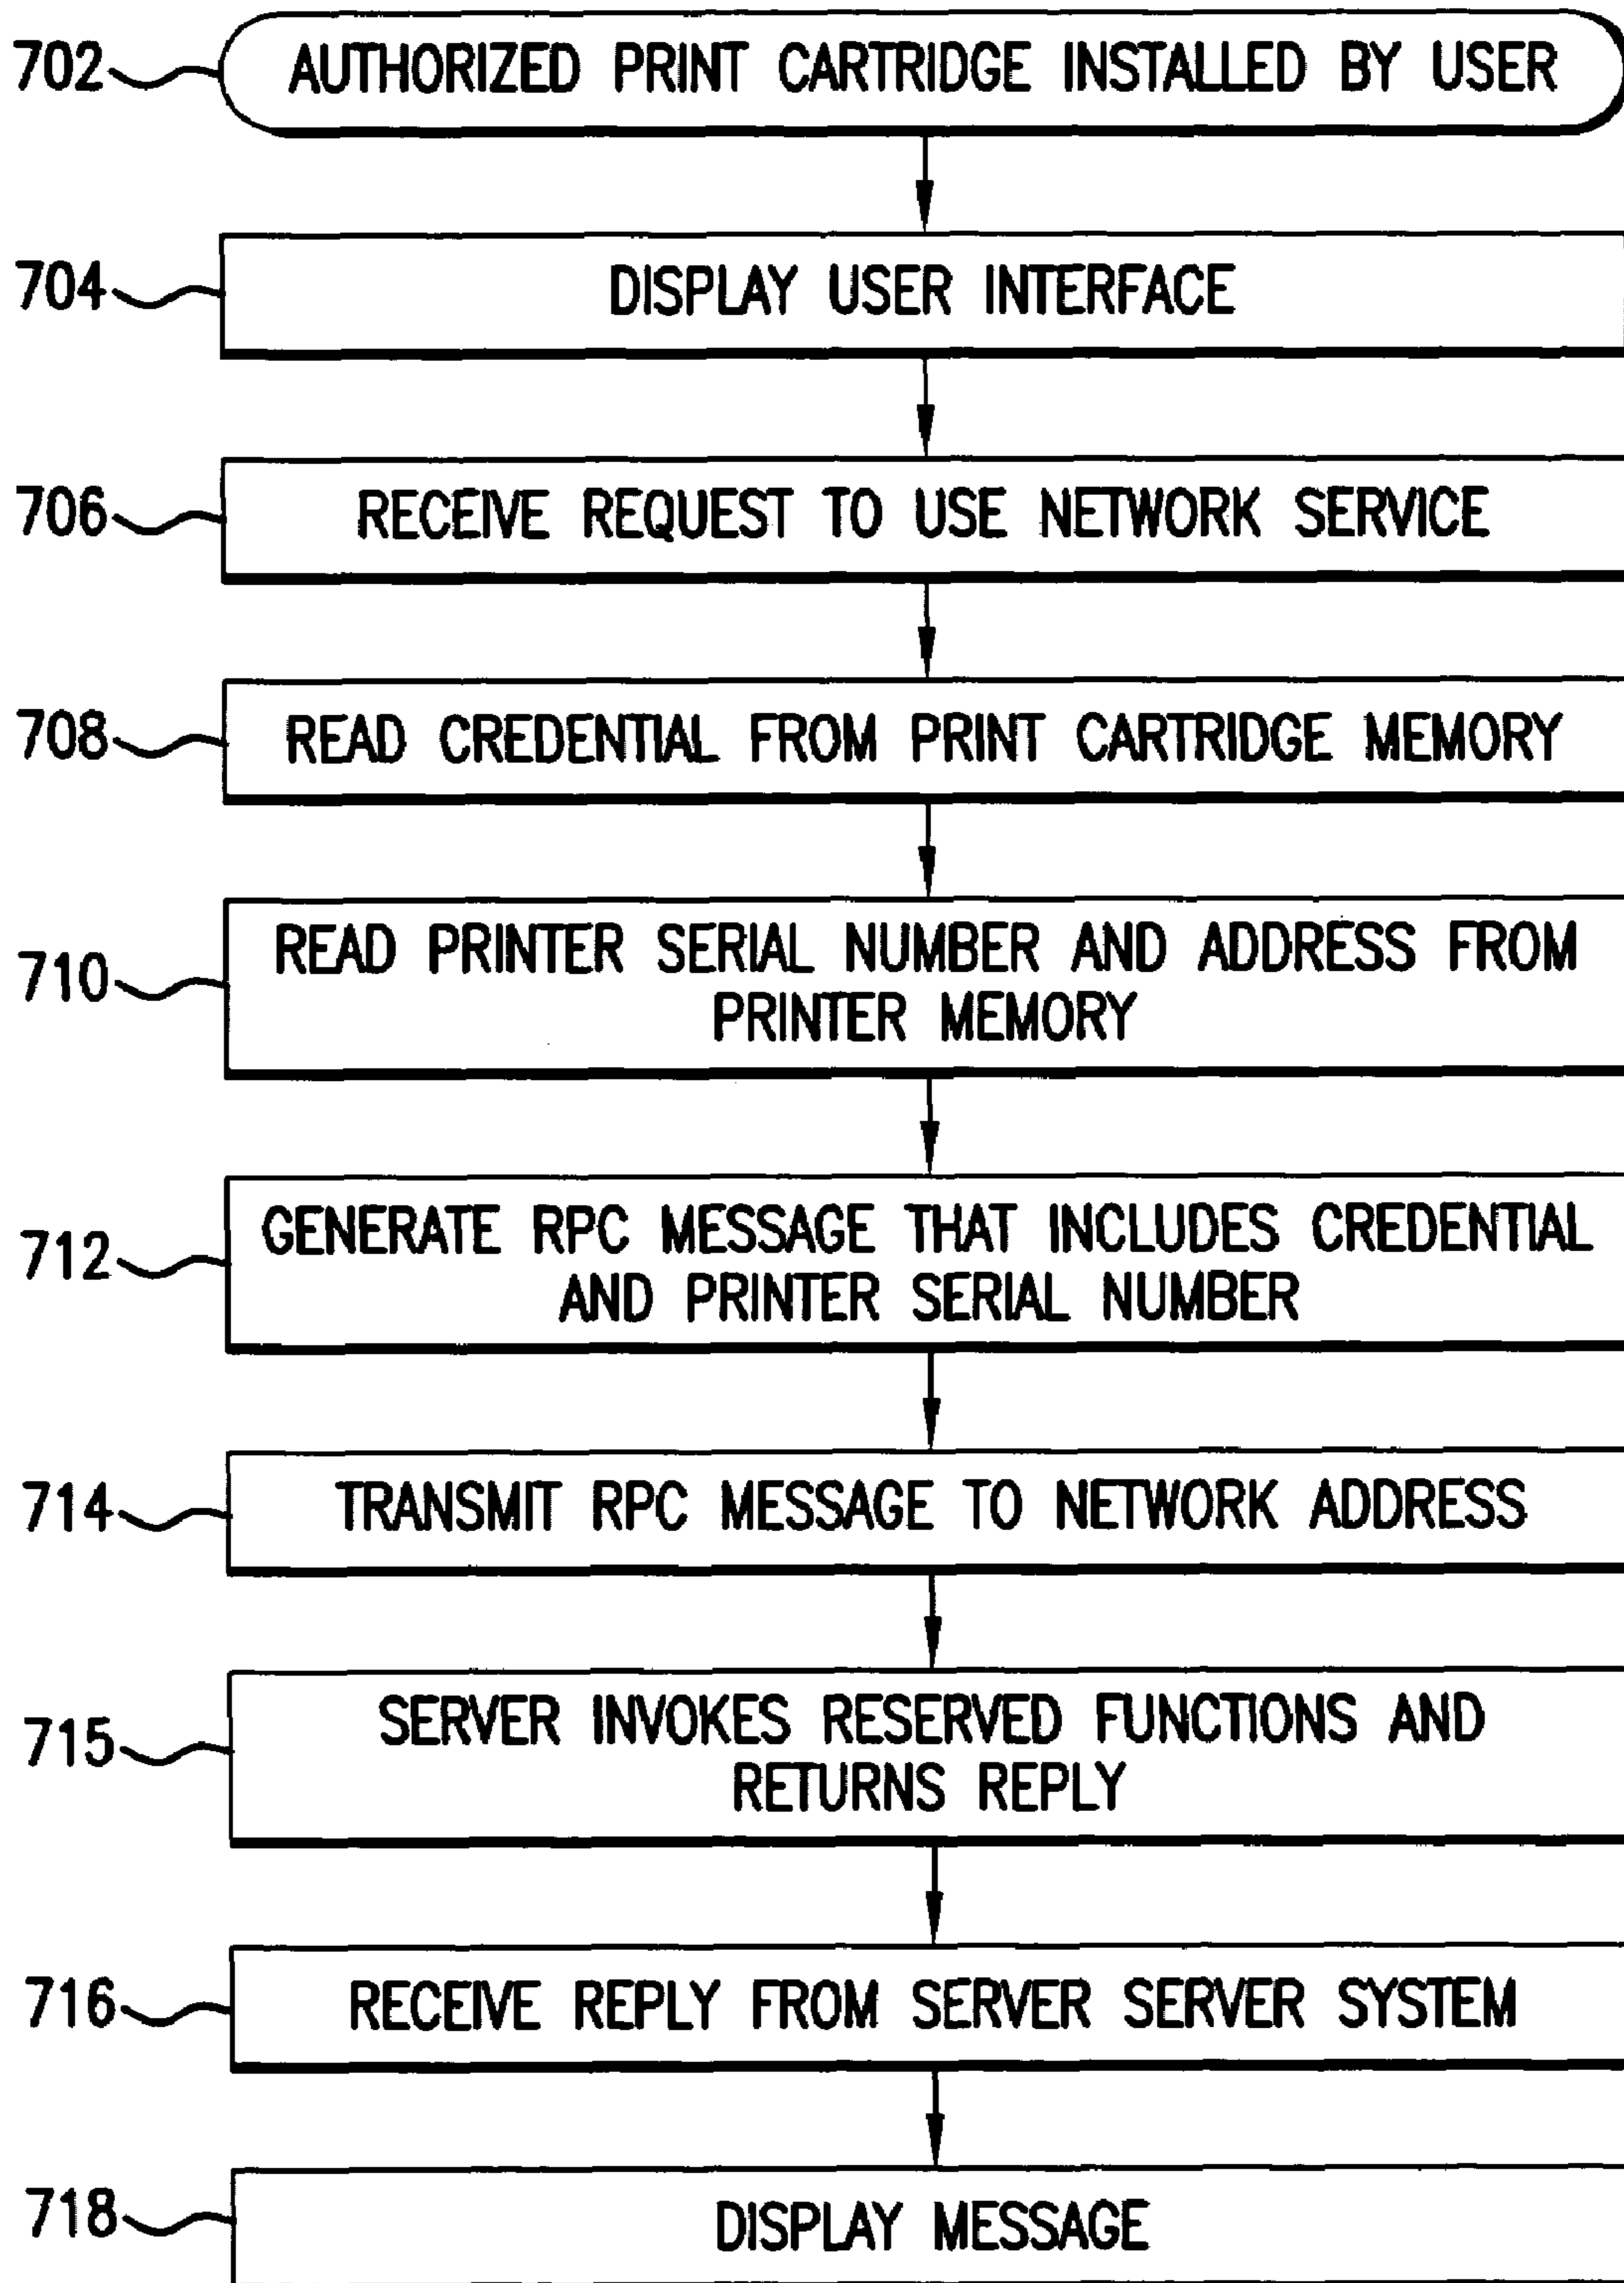 702 AUTHORIZED PRINT CARTRIDGE INSTALLED BY USER
704 DISPLAY USER INTERFACE
706 RECEIVE REQUEST TO USE NETWORK SERVICE
708 READ CREDENTIAL FROM PRINT CARTRIDGE MEMORY
710 READ PRINTER SERIAL NUMBER AND ADDRESS FROM
PRINTER MEMORY
712 GENERATE RPC MESSAGE THAT INCLUDES CREDENTIAL
AND PRINTER SERIAL NUMBER
714 TRANSMIT RPC MESSAGE TO NETWORK ADDRESS
715 SERVER INVOKES RESERVED FUNCTIONS AND
RETURNS REPLY
716 RECEIVE REPLY FROM SERVER SERVER SYSTEM
718 DISPLAY MESSAGE